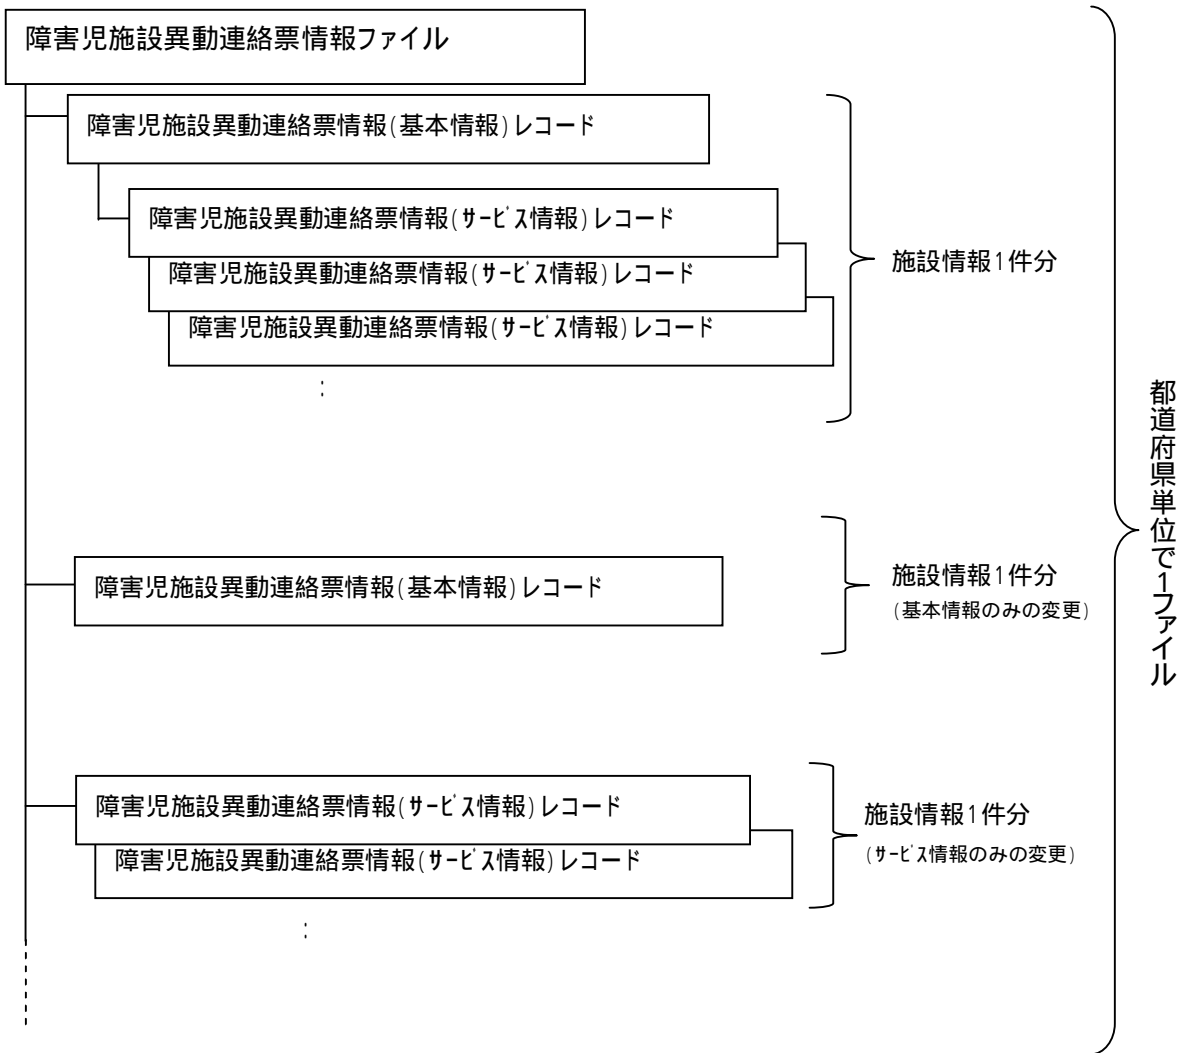 障害児施設異動連絡票情報ファイル
障害児施設異動連絡票情報(基本情報)レコード
障害児施設異動連絡票情報(サービス情報)レコード
障害児施設異動連絡票情報(サービス情報)レコード
障害児施設異動連絡票情報(サービス情報)レコード
:
施設情報1件分
障害児施設異動連絡票情報(基本情報)レコード
施設情報1件分
(基本情報のみの変更)
障害児施設異動連絡票情報(サービス情報)レコード
障害児施設異動連絡票情報(サービス情報)レコード
:
施設情報1件分
(サービス情報のみの変更)
都道府県単位で1ファイル